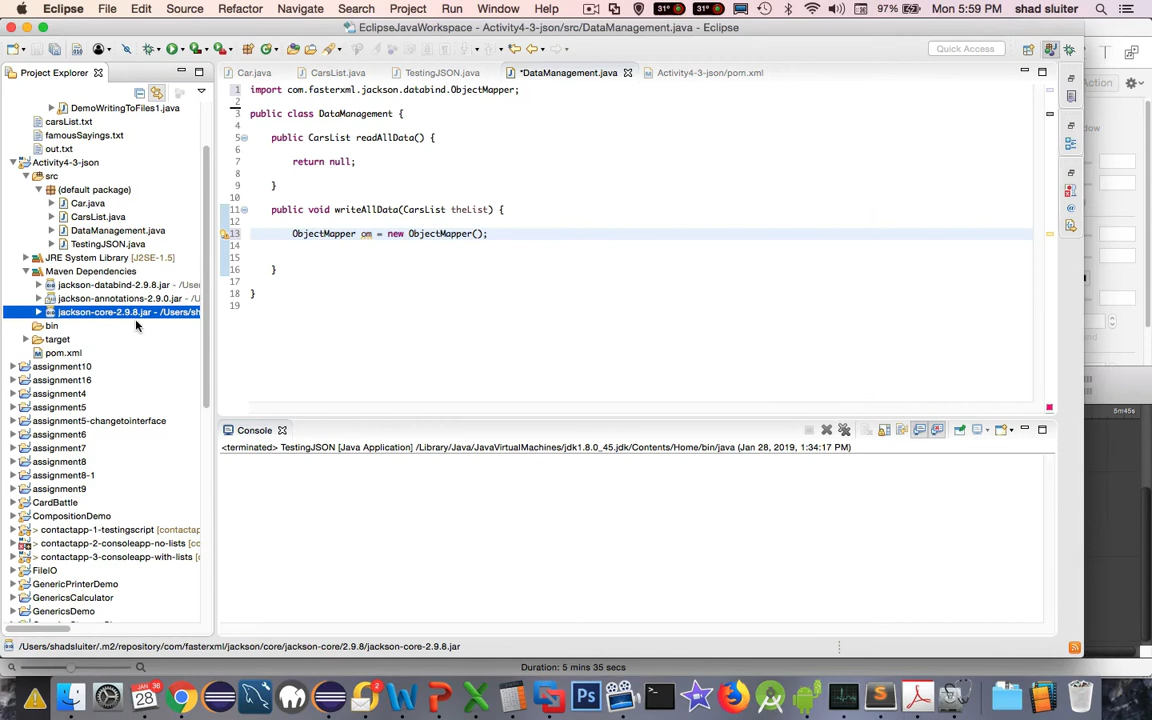 Eclipse File Edit Source Refactor Navigate Search Project Run Window Help 31° 31° 97% Mon 5:59 PM shad sluiter
EclipseJavaWorkspace - Activity4-3-json/src/DataManagement.java - Eclipse
Quick Access
Action
Project Explorer
Car.java CarsList.java TestingJSON.java *DataManagement.java Activity4-3-json/pom.xml
DemoWritingToFiles1.java
carsList.txt
famousSayings.txt
out.txt
Activity4-3-json
src
(default package)
Car.java
CarsList.java
DataManagement.java
TestingJSON.java
JRE System Library [J2SE-1.5]
Maven Dependencies
jackson-databind-2.9.8.jar - /User
jackson-annotations-2.9.0.jar - /U
jackson-core-2.9.8.jar - /Users/sh
bin
target
pom.xml
assignment10
assignment16
assignment4
assignment5
assignment5-changetointerface
assignment6
assignment7
assignment8
assignment8-1
assignment9
CardBattle
CompositionDemo
> contactapp-1-testingscript [contactap
> contactapp-2-consoleapp-no-lists [co
> contactapp-3-consoleapp-with-lists [c
FileIO
GenericPrinterDemo
GenericsCalculator
GenericsDemo
1 import com.fasterxml.jackson.databind.ObjectMapper;
2
3 public class DataManagement {
4
5 public CarsList readAllData() {
6
7 return null;
8
9 }
10
11 public void writeAllData(CarsList theList) {
12
13 ObjectMapper om = new ObjectMapper();
14
15
16 }
17
18 }
19
Console
<terminated> TestingJSON [Java Application] /Library/Java/JavaVirtualMachines/jdk1.8.0_45.jdk/Contents/Home/bin/java (Jan 28, 2019, 1:34:17 PM)
5m45s
/Users/shadsluiter/.m2/repository/com/fasterxml/jackson/core/jackson-core/2.9.8/jackson-core-2.9.8.jar
Duration: 5 mins 35 secs